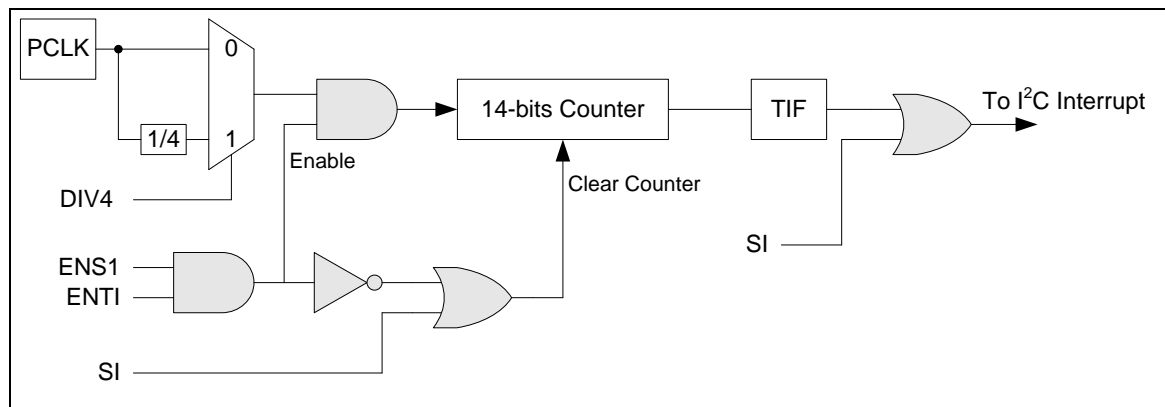 PCLK
0
1/4
1
Enable
DIV4
14-bits Counter
TIF
To I²C Interrupt
Clear Counter
SI
ENS1
ENTI
SI